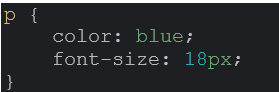 p {
    color: blue;
    font-size: 18px;
}